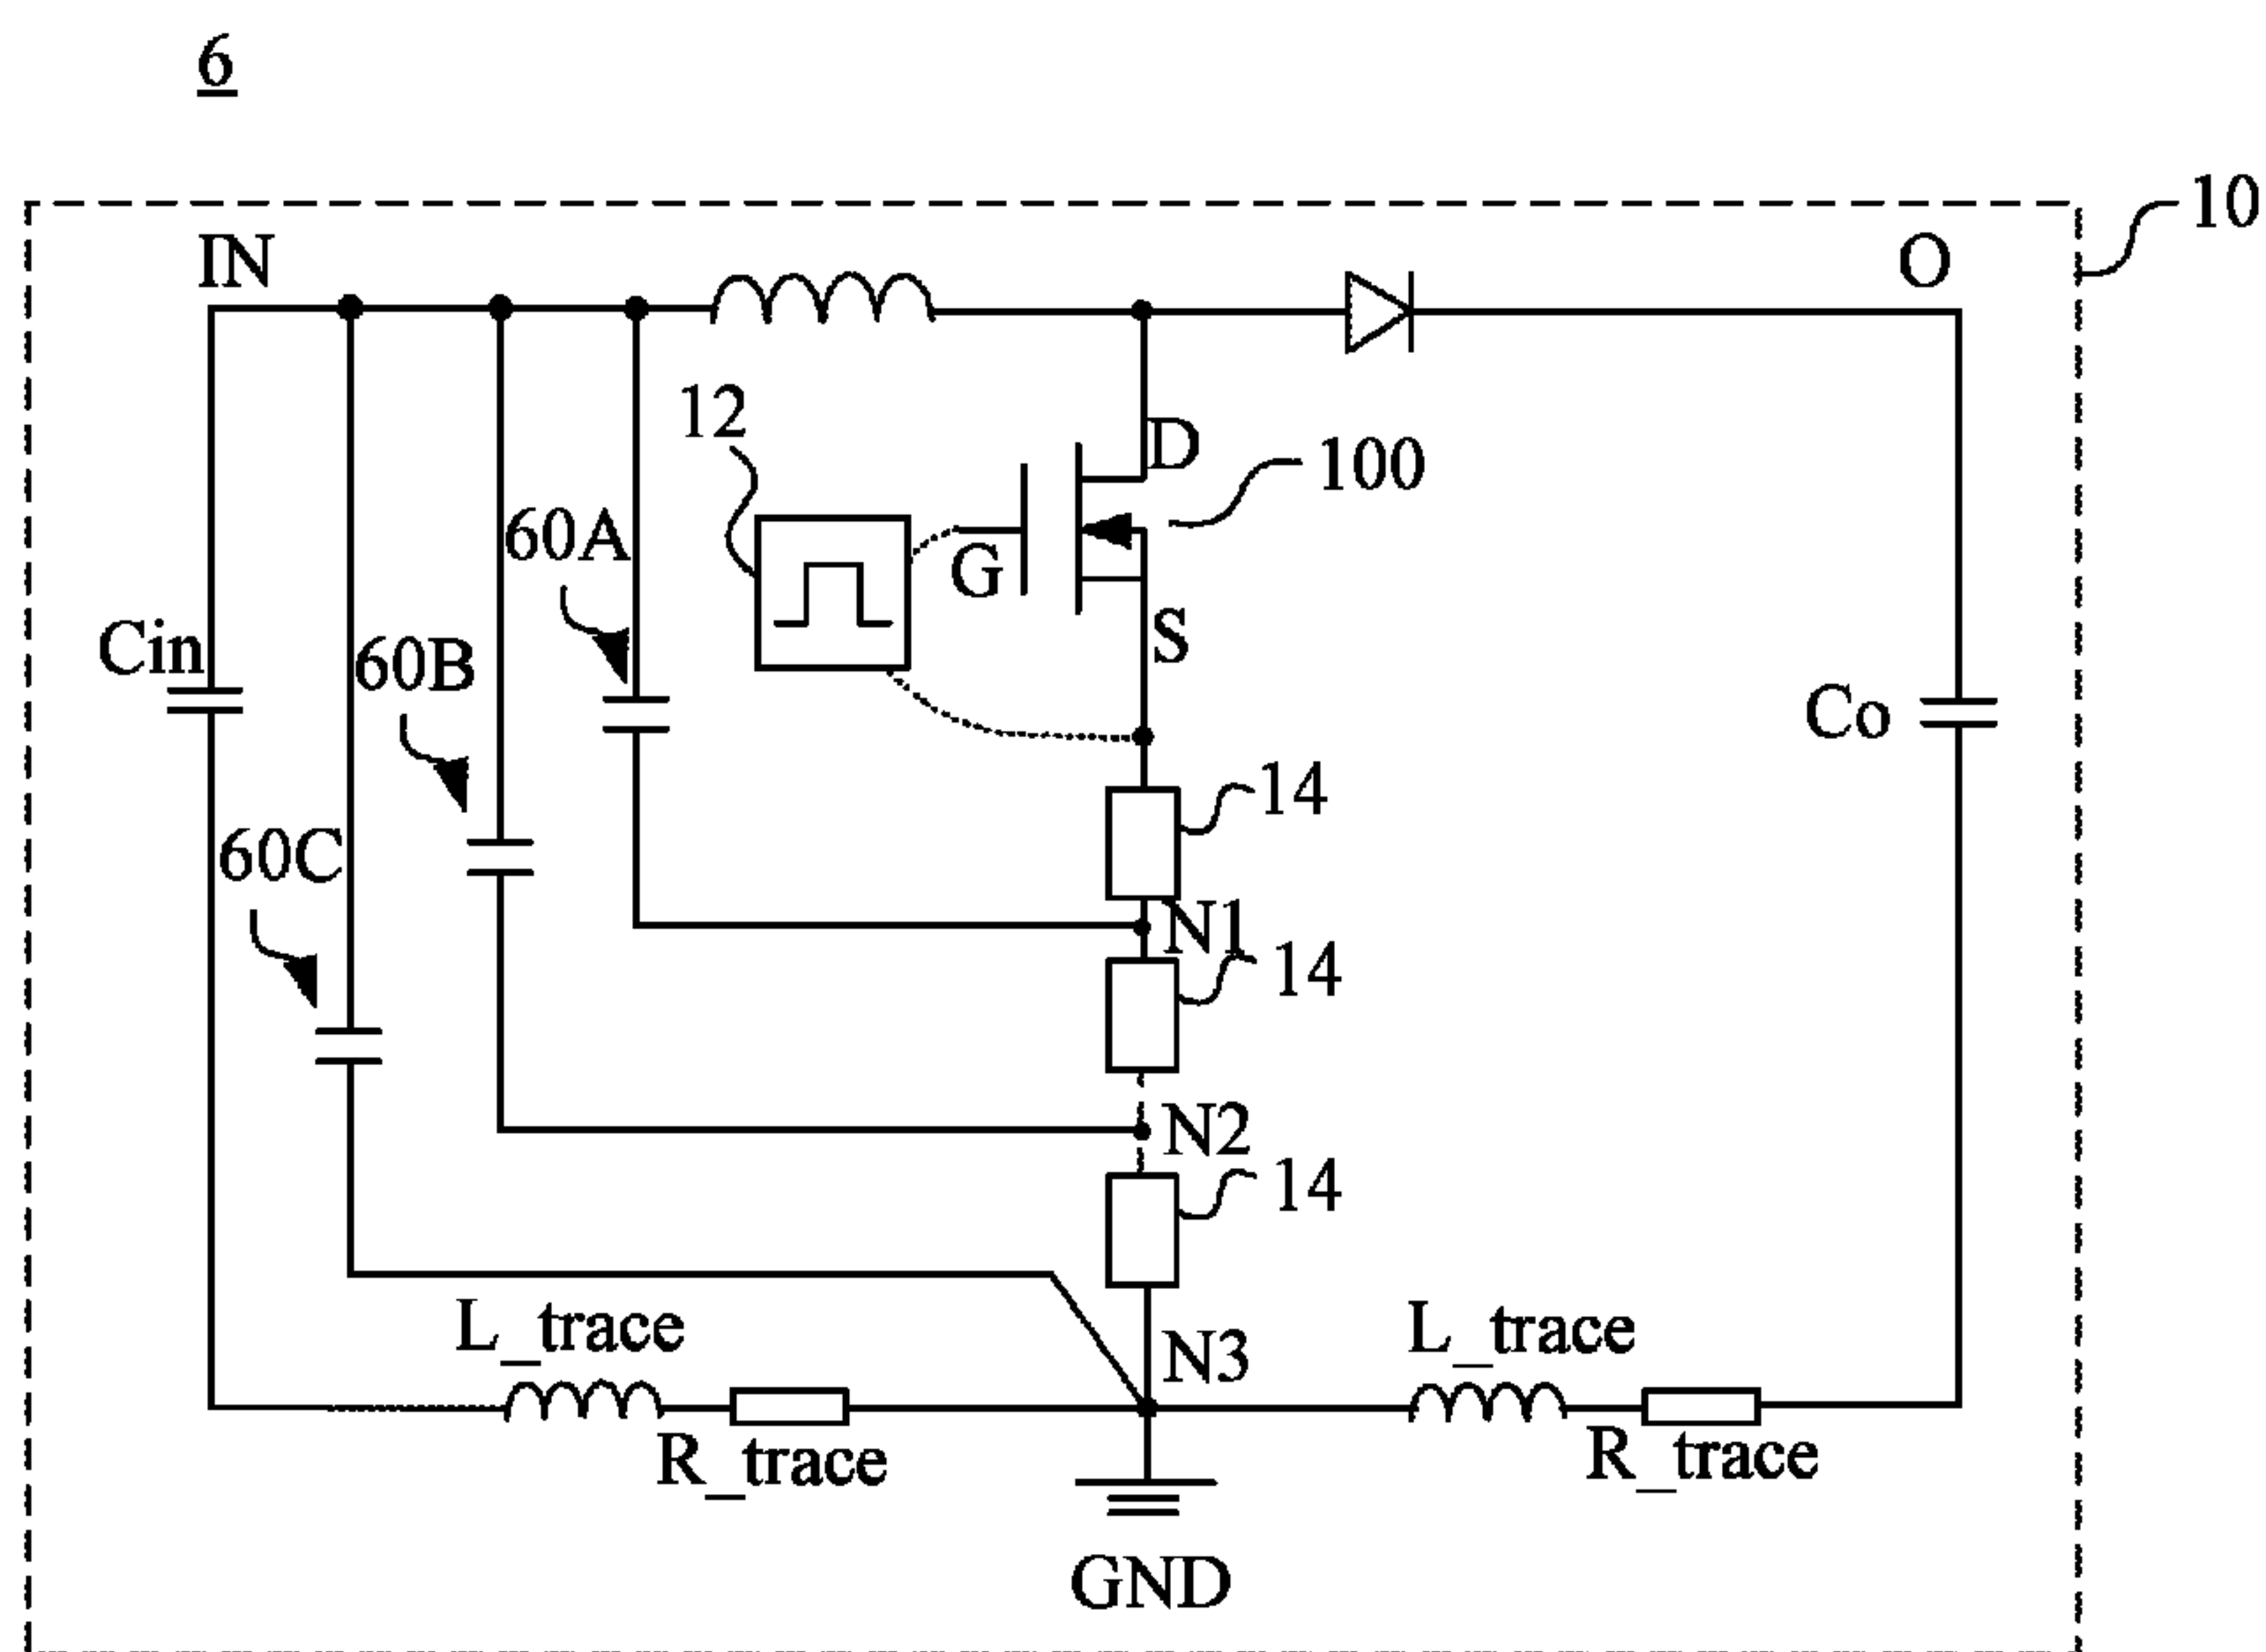 6
10
IN
O
12
D
100
60A
G
S
Cin
60B
Co
14
60C
N1
14
N2
14
L_trace
N3
L_trace
R_trace
R_trace
GND